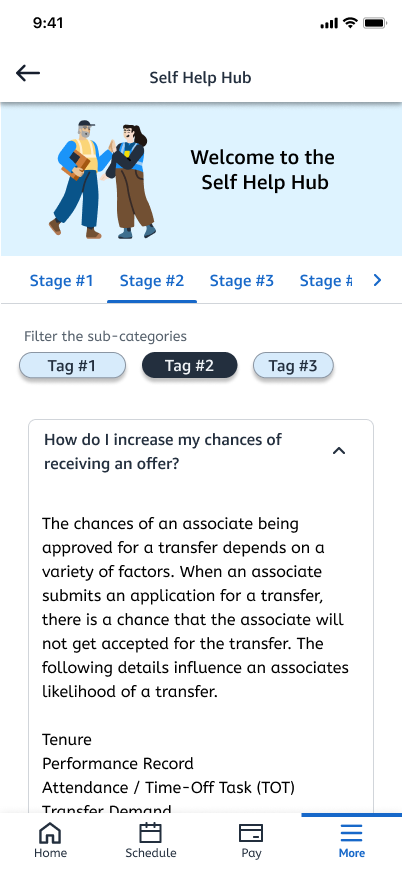 9:41
Self Help Hub
Welcome to the
Self Help Hub
Stage #1 Stage #2 Stage #3 Stage #
Filter the sub-categories
Tag #1 Tag #2 Tag #3
How do I increase my chances of
receiving an offer?
The chances of an associate being
approved for a transfer depends on a
variety of factors. When an associate
submits an application for a transfer,
there is a chance that the associate will
not get accepted for the transfer. The
following details influence an associates
likelihood of a transfer.
Tenure
Performance Record
Attendance / Time-Off Task (TOT)
Transfer Demand
Home Schedule Pay More